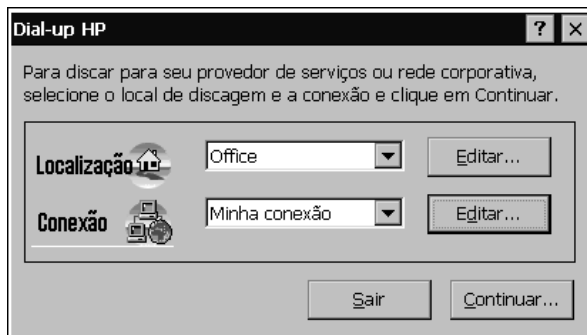 Dial-up HP ? ×
Para discar para seu provedor de serviços ou rede corporativa,
selecione o local de discagem e a conexão e clique em Continuar.
Localização Office Editar...
Conexão Minha conexão Editar...
Sair Continuar...